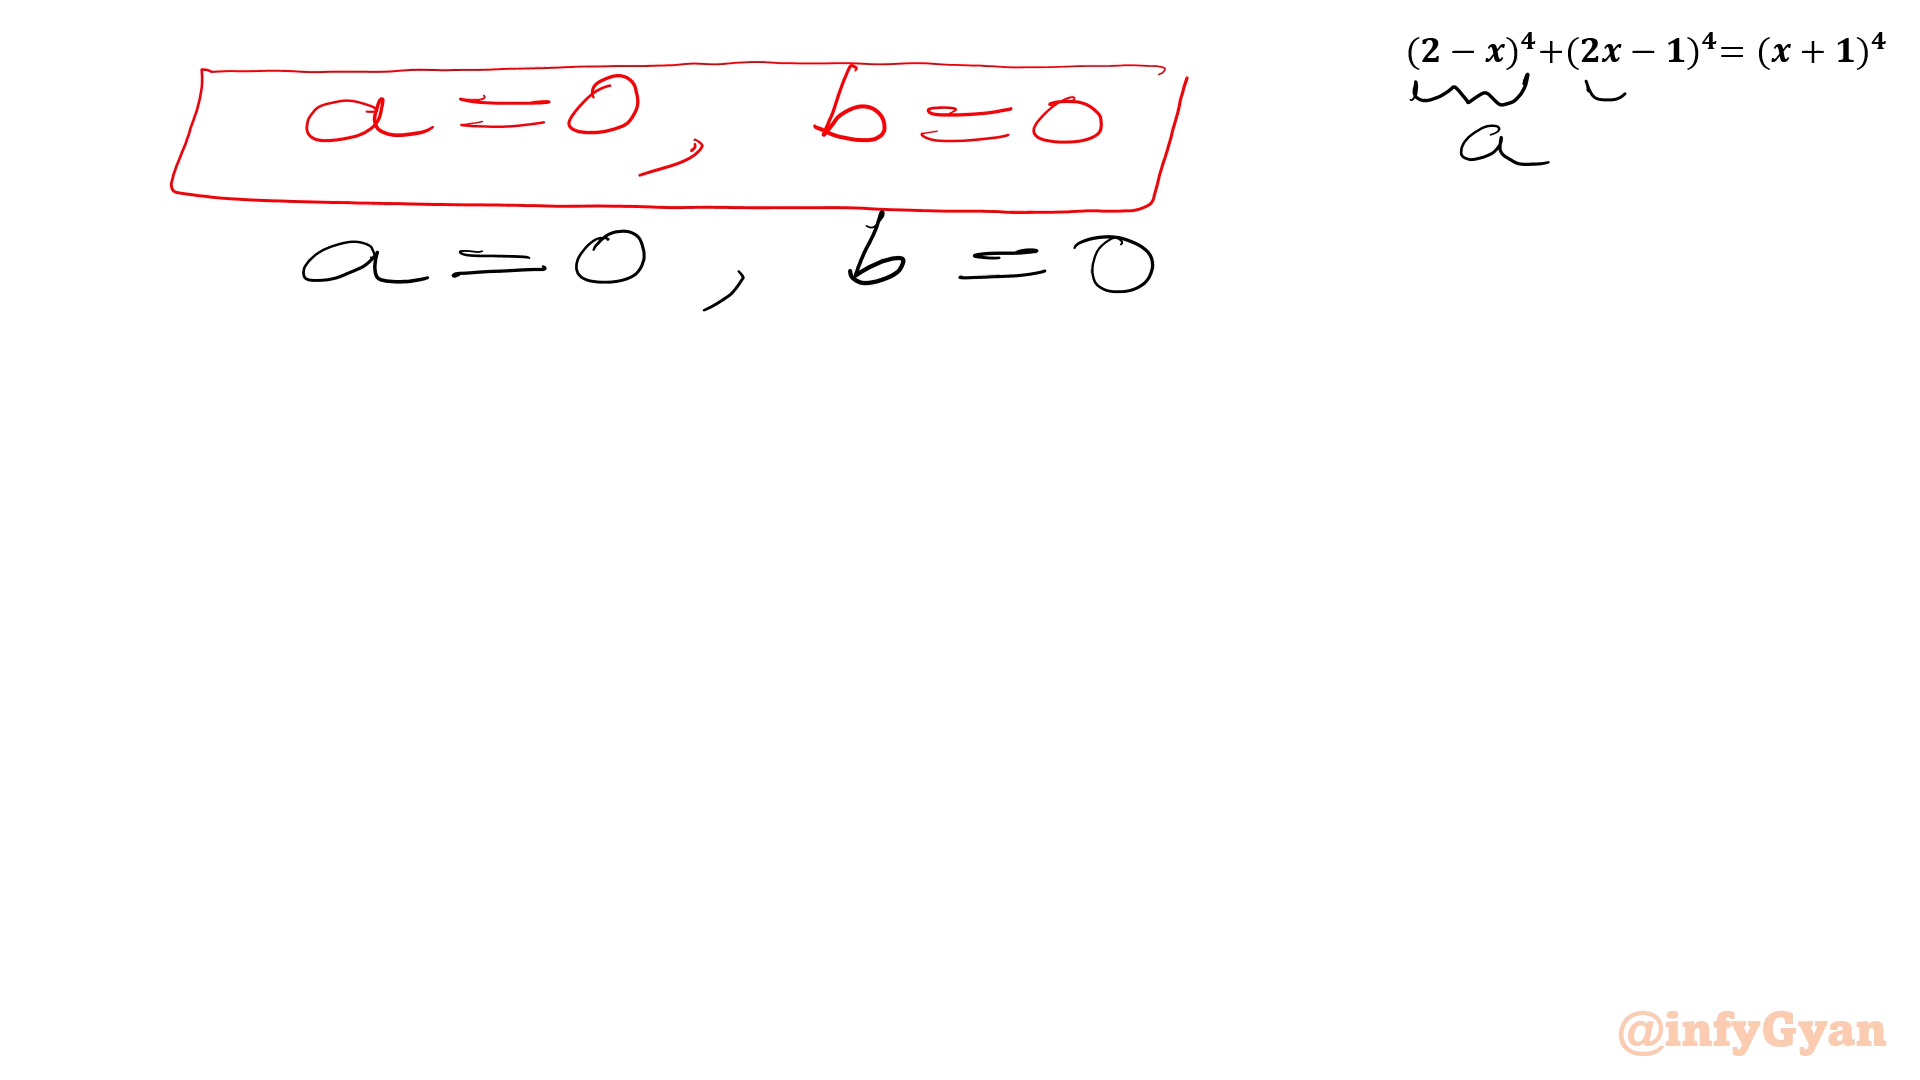 (2 − x)⁴+(2x − 1)⁴= (x + 1)⁴
a
a = 0 , b = 0
a = 0 , b = 0
@infyGyan